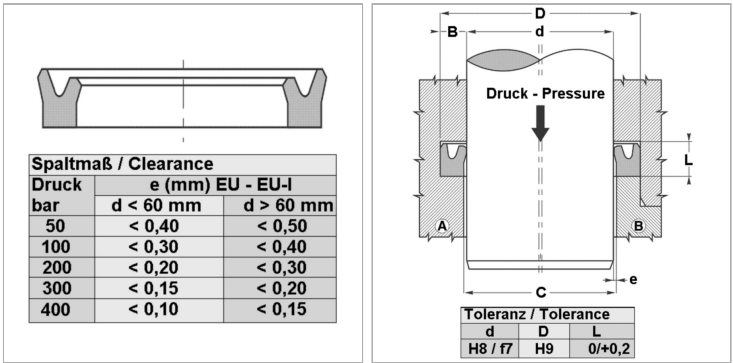 Spaltmaß / Clearance
Druck bar e (mm) EU - EU-I
d < 60 mm d > 60 mm
50 < 0,40 < 0,50
100 < 0,30 < 0,40
200 < 0,20 < 0,30
300 < 0,15 < 0,20
400 < 0,10 < 0,15
D
B d
Druck - Pressure
L
A B
e
C
Toleranz / Tolerance
d D L
H8 / f7 H9 0/+0,2